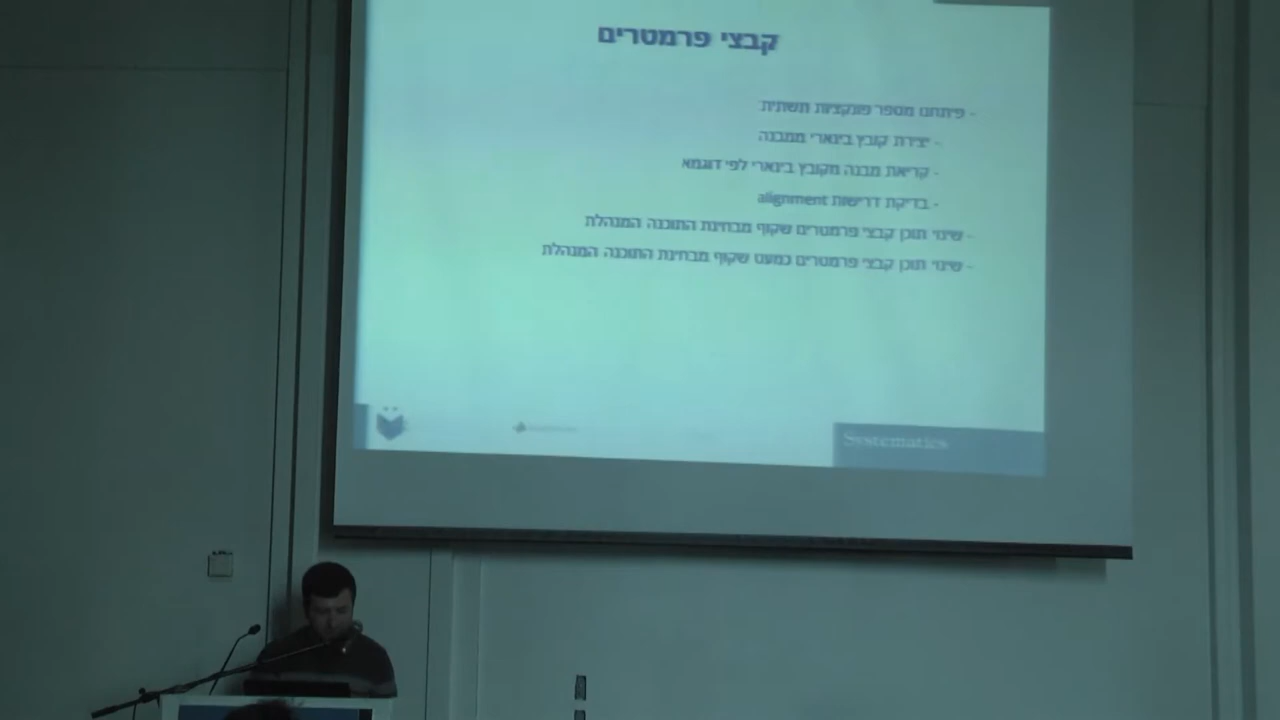 קבצי פרמטרים
- פיתחנו מספר פונקציות תשתית
- יצירת קובץ בינארי ממבנה
- קריאת מבנה מקובץ בינארי לפי דוגמא
- בדיקת דרישות alignment
- שינוי תוכן קבצי פרמטרים שקוף מבחינת התוכנה המנהלת
- שינוי תוכן קבצי פרמטרים כמעט שקוף מבחינת התוכנה המנהלת
Systematics